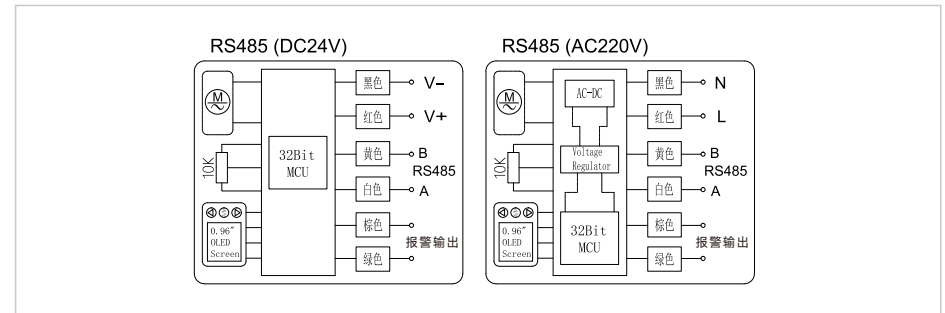 RS485 (DC24V)
M
10K
32Bit
MCU
0.96"
OLED
Screen
黑色
V-
红色
V+
黄色
B
RS485
白色
A
棕色
报警输出
绿色
RS485 (AC220V)
M
10K
AC-DC
Voltage
Regulator
32Bit
MCU
0.96"
OLED
Screen
黑色
N
红色
L
黄色
B
RS485
白色
A
棕色
报警输出
绿色